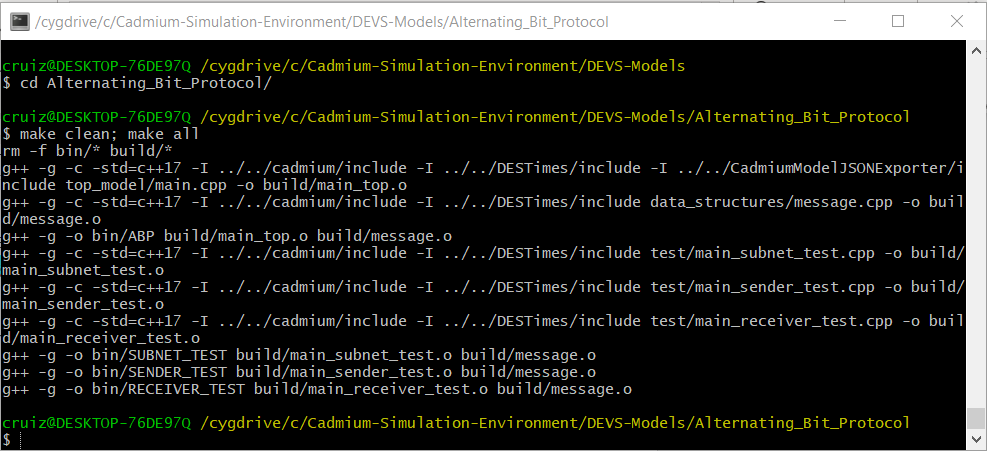 /cygdrive/c/Cadmium-Simulation-Environment/DEVS-Models/Alternating_Bit_Protocol
cruiz@DESKTOP-76DE97Q /cygdrive/c/Cadmium-Simulation-Environment/DEVS-Models
$ cd Alternating_Bit_Protocol/
cruiz@DESKTOP-76DE97Q /cygdrive/c/Cadmium-Simulation-Environment/DEVS-Models/Alternating_Bit_Protocol
$ make clean; make all
rm -f bin/* build/*
g++ -g -c -std=c++17 -I ../../cadmium/include -I ../../DESTimes/include -I ../../CadmiumModelJSONExporter/i
nclude top_model/main.cpp -o build/main_top.o
g++ -g -c -std=c++17 -I ../../cadmium/include -I ../../DESTimes/include data_structures/message.cpp -o buil
d/message.o
g++ -g -o bin/ABP build/main_top.o build/message.o
g++ -g -c -std=c++17 -I ../../cadmium/include -I ../../DESTimes/include test/main_subnet_test.cpp -o build/
main_subnet_test.o
g++ -g -c -std=c++17 -I ../../cadmium/include -I ../../DESTimes/include test/main_sender_test.cpp -o build/
main_sender_test.o
g++ -g -c -std=c++17 -I ../../cadmium/include -I ../../DESTimes/include test/main_receiver_test.cpp -o buil
d/main_receiver_test.o
g++ -g -o bin/SUBNET_TEST build/main_subnet_test.o build/message.o
g++ -g -o bin/SENDER_TEST build/main_sender_test.o build/message.o
g++ -g -o bin/RECEIVER_TEST build/main_receiver_test.o build/message.o
cruiz@DESKTOP-76DE97Q /cygdrive/c/Cadmium-Simulation-Environment/DEVS-Models/Alternating_Bit_Protocol
$